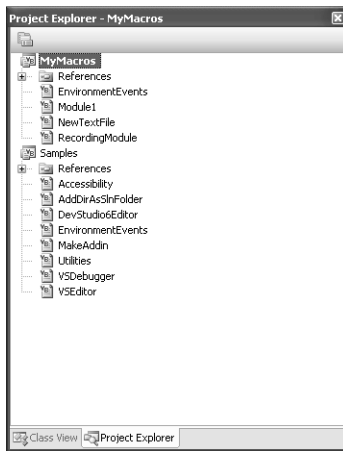 Project Explorer - MyMacros
MyMacros
References
EnvironmentEvents
Module1
NewTextFile
RecordingModule
Samples
References
Accessibility
AddDirAsSlnFolder
DevStudio6Editor
EnvironmentEvents
MakeAddin
Utilities
VSDebugger
VSEditor
Class View Project Explorer